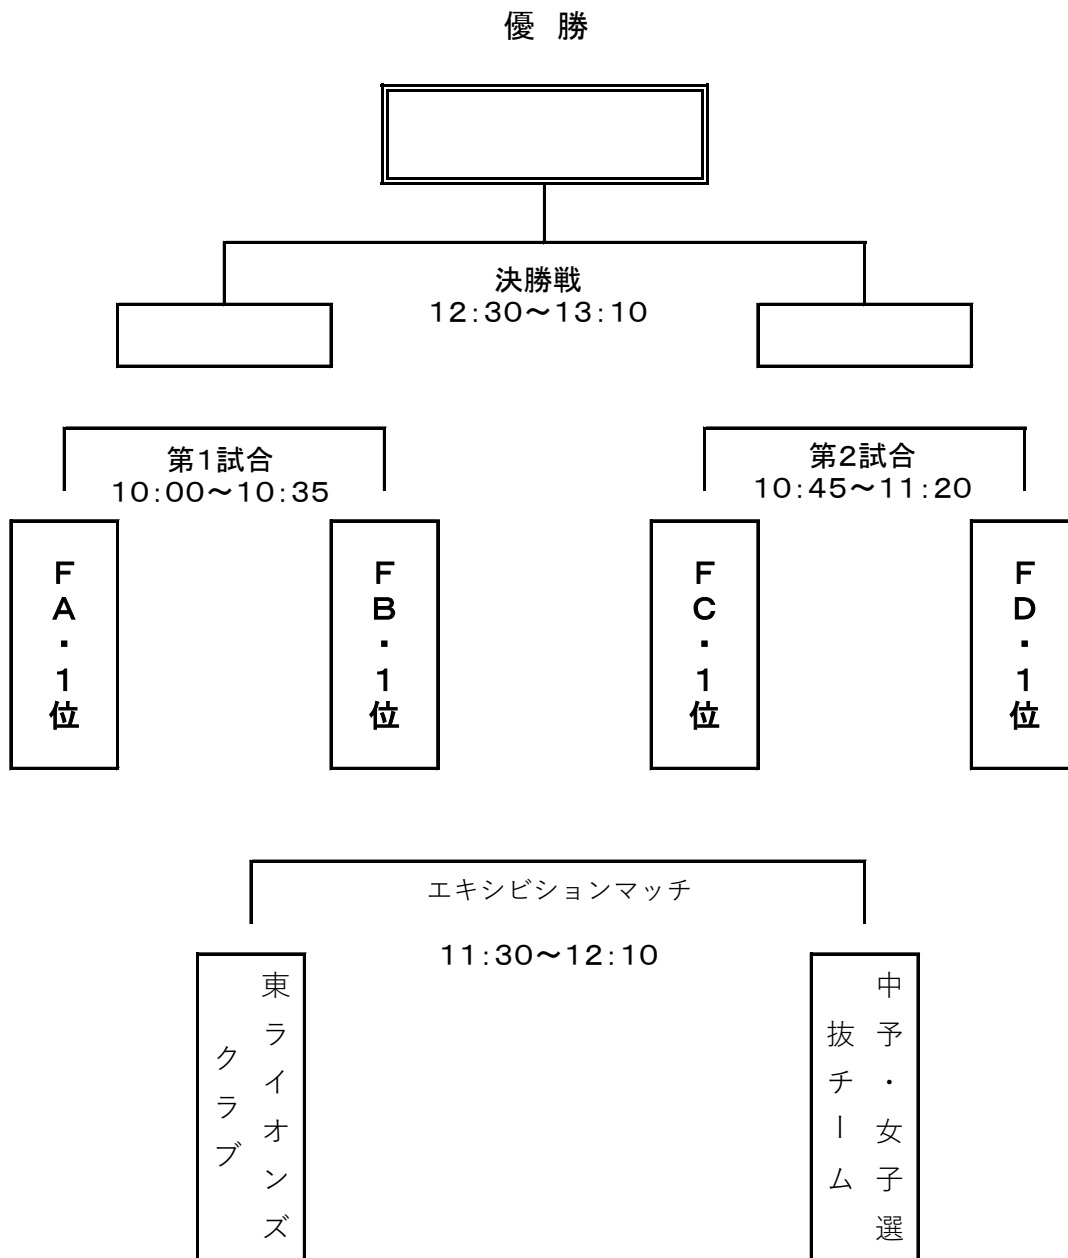 優 勝
決勝戦
12:30~13:10
第1試合
10:00~10:35
第2試合
10:45~11:20
FA・1位
FB・1位
FC・1位
FD・1位
エキシビションマッチ
11:30~12:10
東ライオンズ
クラブ
中予・女子選
抜チーム